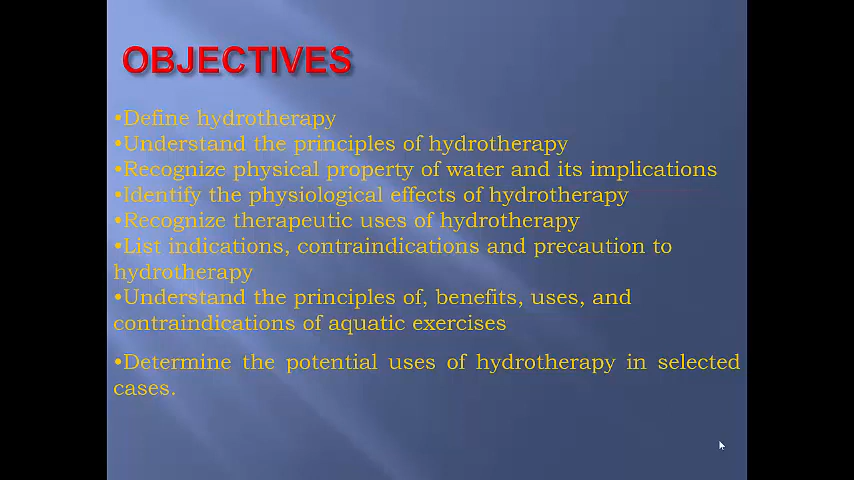 OBJECTIVES
•Define hydrotherapy
•Understand the principles of hydrotherapy
•Recognize physical property of water and its implications
•Identify the physiological effects of hydrotherapy
•Recognize therapeutic uses of hydrotherapy
•List indications, contraindications and precaution to
hydrotherapy
•Understand the principles of, benefits, uses, and
contraindications of aquatic exercises
•Determine the potential uses of hydrotherapy in selected
cases.